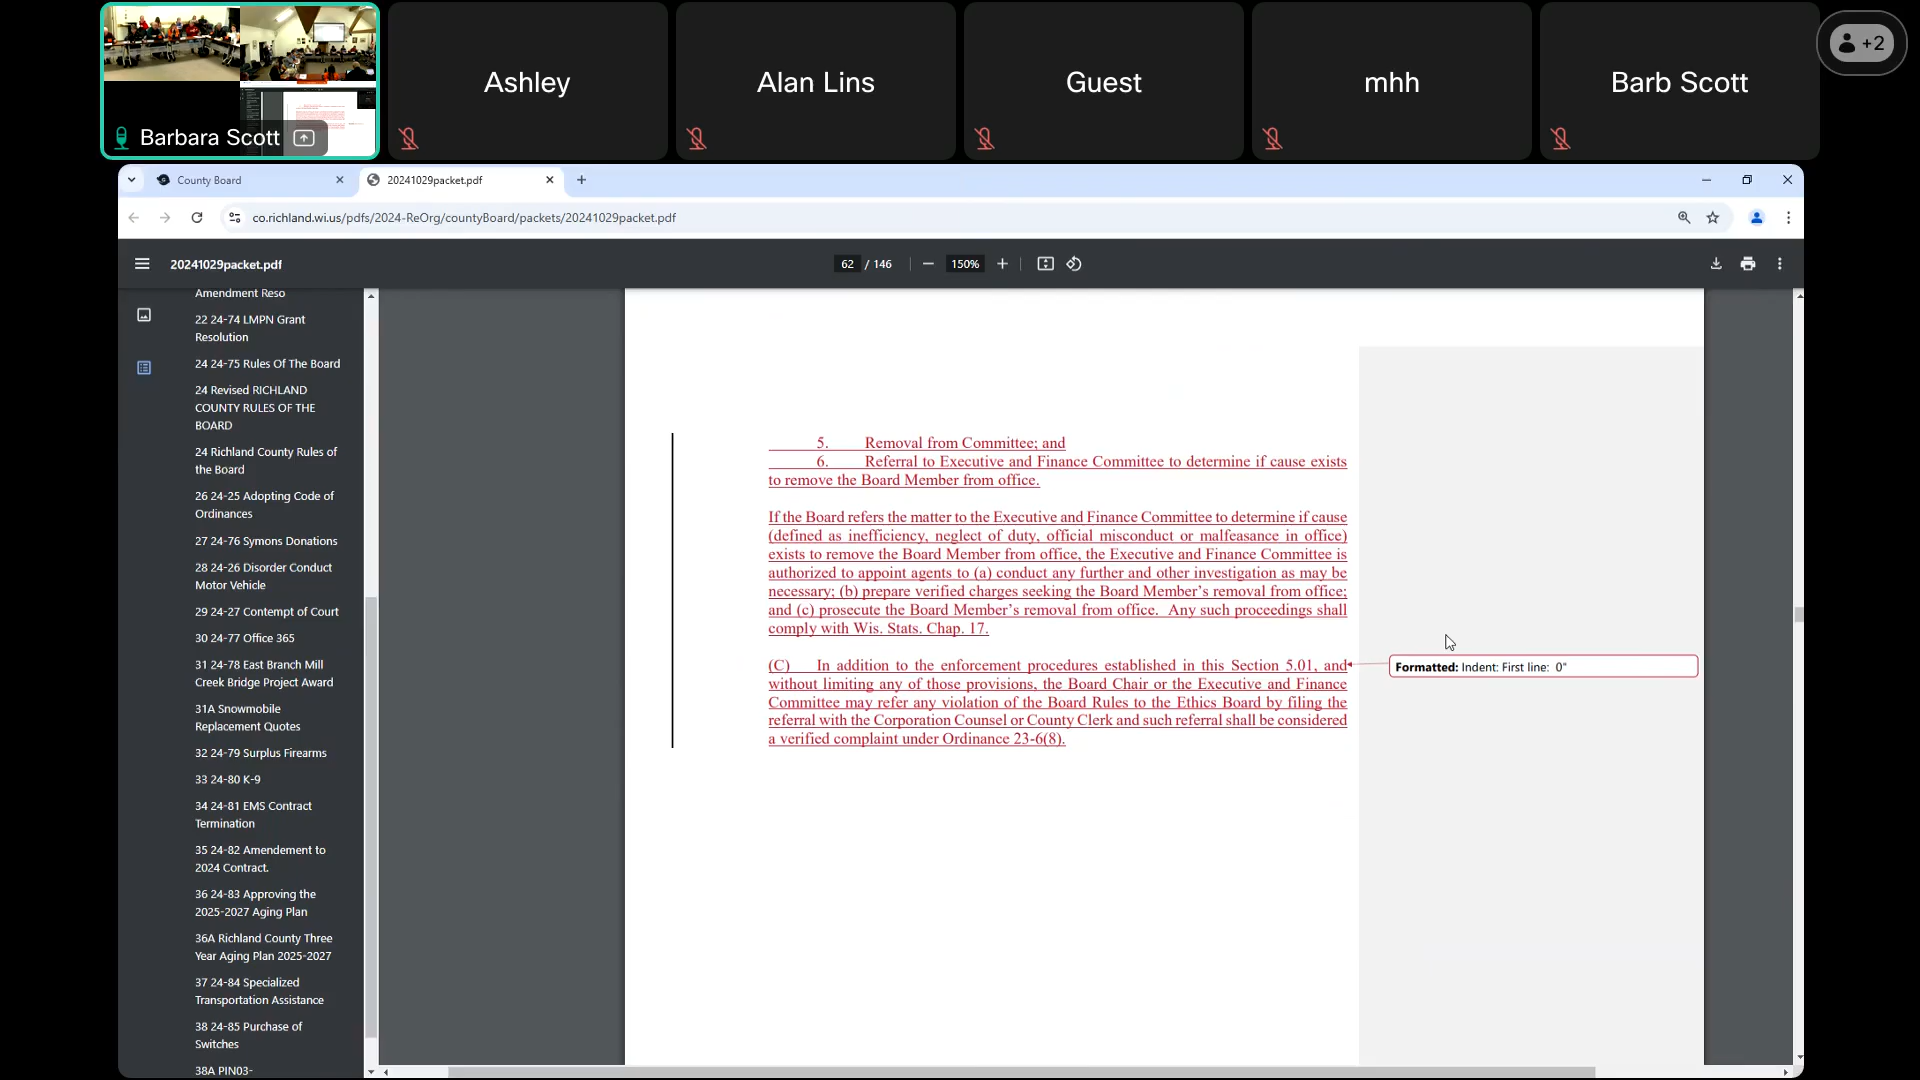 Barbara Scott
Ashley
Alan Lins
Guest
mhh
Barb Scott
+2
County Board
20241029packet.pdf
co.richland.wi.us/pdfs/2024-ReOrg/countyBoard/packets/20241029packet.pdf
20241029packet.pdf
62 / 146
150%
Amendment Reso
22 24-74 LMPN Grant
Resolution
24 24-75 Rules Of The Board
24 Revised RICHLAND
COUNTY RULES OF THE
BOARD
24 Richland County Rules of
the Board
26 24-25 Adopting Code of
Ordinances
27 24-76 Symons Donations
28 24-26 Disorder Conduct
Motor Vehicle
29 24-27 Contempt of Court
30 24-77 Office 365
31 24-78 East Branch Mill
Creek Bridge Project Award
31A Snowmobile
Replacement Quotes
32 24-79 Surplus Firearms
33 24-80 K-9
34 24-81 EMS Contract
Termination
35 24-82 Amendement to
2024 Contract.
36 24-83 Approving the
2025-2027 Aging Plan
36A Richland County Three
Year Aging Plan 2025-2027
37 24-84 Specialized
Transportation Assistance
38 24-85 Purchase of
Switches
38A PIN03-
5. Removal from Committee; and
6. Referral to Executive and Finance Committee to determine if cause exists
to remove the Board Member from office.
If the Board refers the matter to the Executive and Finance Committee to determine if cause
(defined as inefficiency, neglect of duty, official misconduct or malfeasance in office)
exists to remove the Board Member from office, the Executive and Finance Committee is
authorized to appoint agents to (a) conduct any further and other investigation as may be
necessary; (b) prepare verified charges seeking the Board Member's removal from office;
and (c) prosecute the Board Member's removal from office. Any such proceedings shall
comply with Wis. Stats. Chap. 17.
(C) In addition to the enforcement procedures established in this Section 5.01, and
without limiting any of those provisions, the Board Chair or the Executive and Finance
Committee may refer any violation of the Board Rules to the Ethics Board by filing the
referral with the Corporation Counsel or County Clerk and such referral shall be considered
a verified complaint under Ordinance 23-6(8).
Formatted: Indent: First line: 0"